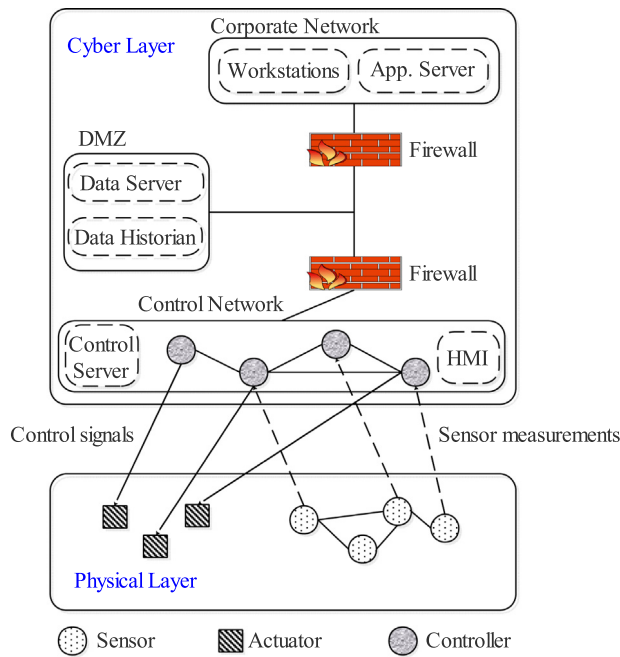 Corporate Network
Cyber Layer
Workstations
App. Server
DMZ
Firewall
Data Server
Data Historian
Firewall
Control Network
Control
Server
HMI
Control signals
Sensor measurements
Physical Layer
Sensor
Actuator
Controller